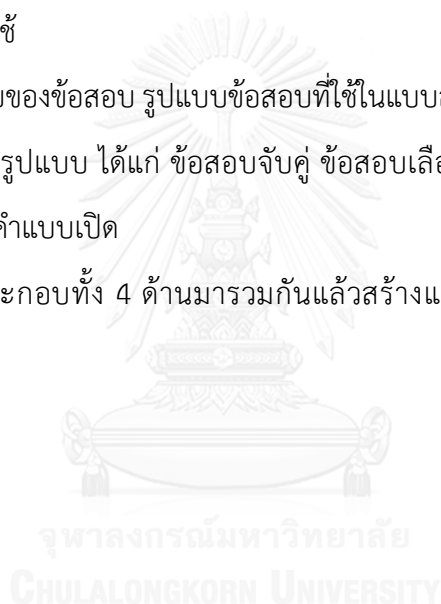 ช้
ของข้อสอบ รูปแบบข้อสอบที่ใช้ในแบบ
รูปแบบ ได้แก่ ข้อสอบจับคู่ ข้อสอบเลือ
คำแบบเปิด
ะกอบทั้ง 4 ด้านมารวมกันแล้วสร้างแ
จุฬาลงกรณ์มหาวิทยาลัย
CHULALONGKORN UNIVERSITY